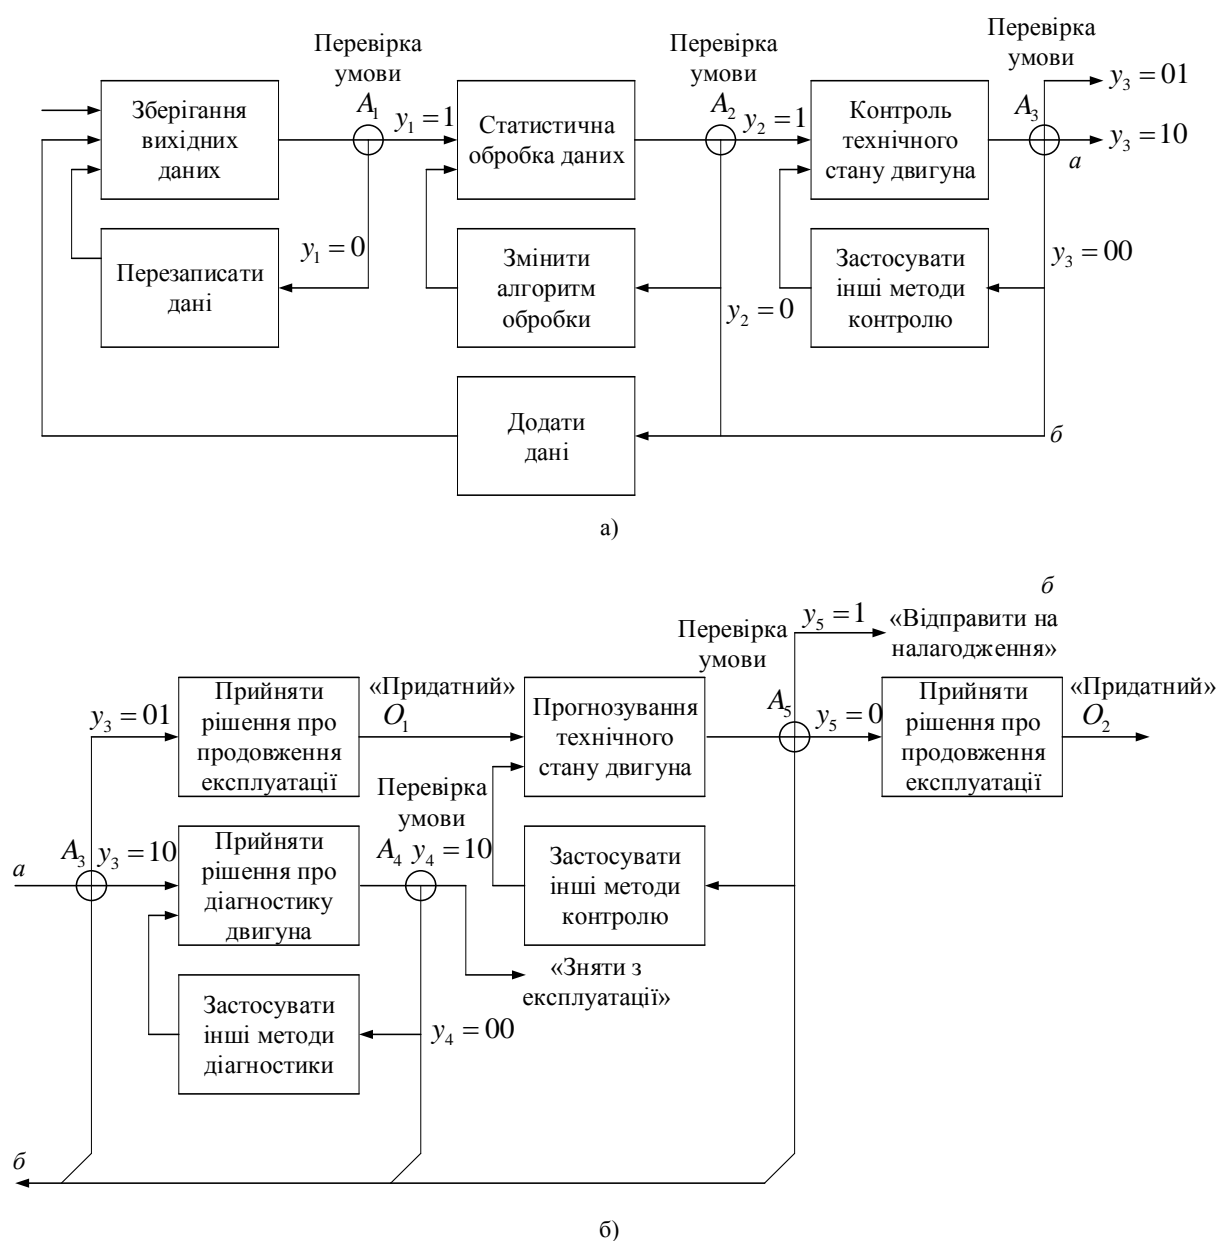 Перевірка
умови
A₁
Перевірка
умови
A₂
Перевірка
умови
A₃
y₃ = 01
y₃ = 10
а
Зберігання
вихідних
даних
y₁ = 1
Статистична
обробка даних
y₂ = 1
Контроль
технічного
стану двигуна
y₁ = 0
Перезаписати
дані
Змінити
алгоритм
обробки
y₂ = 0
Застосувати
інші методи
контролю
y₃ = 00
Додати
дані
б
а)
б
y₅ = 1
«Відправити на
налагодження»
Перевірка
умови
A₅
y₃ = 01
Прийняти
рішення про
продовження
експлуатації
«Придатний»
O₁
Прогнозування
технічного
стану двигуна
y₅ = 0
Прийняти
рішення про
продовження
експлуатації
«Придатний»
O₂
Перевірка
умови
а
A₃
y₃ = 10
Прийняти
рішення про
діагностику
двигуна
A₄
y₄ = 10
Застосувати
інші методи
контролю
«Зняти з
експлуатації»
Застосувати
інші методи
діагностики
y₄ = 00
б
б)